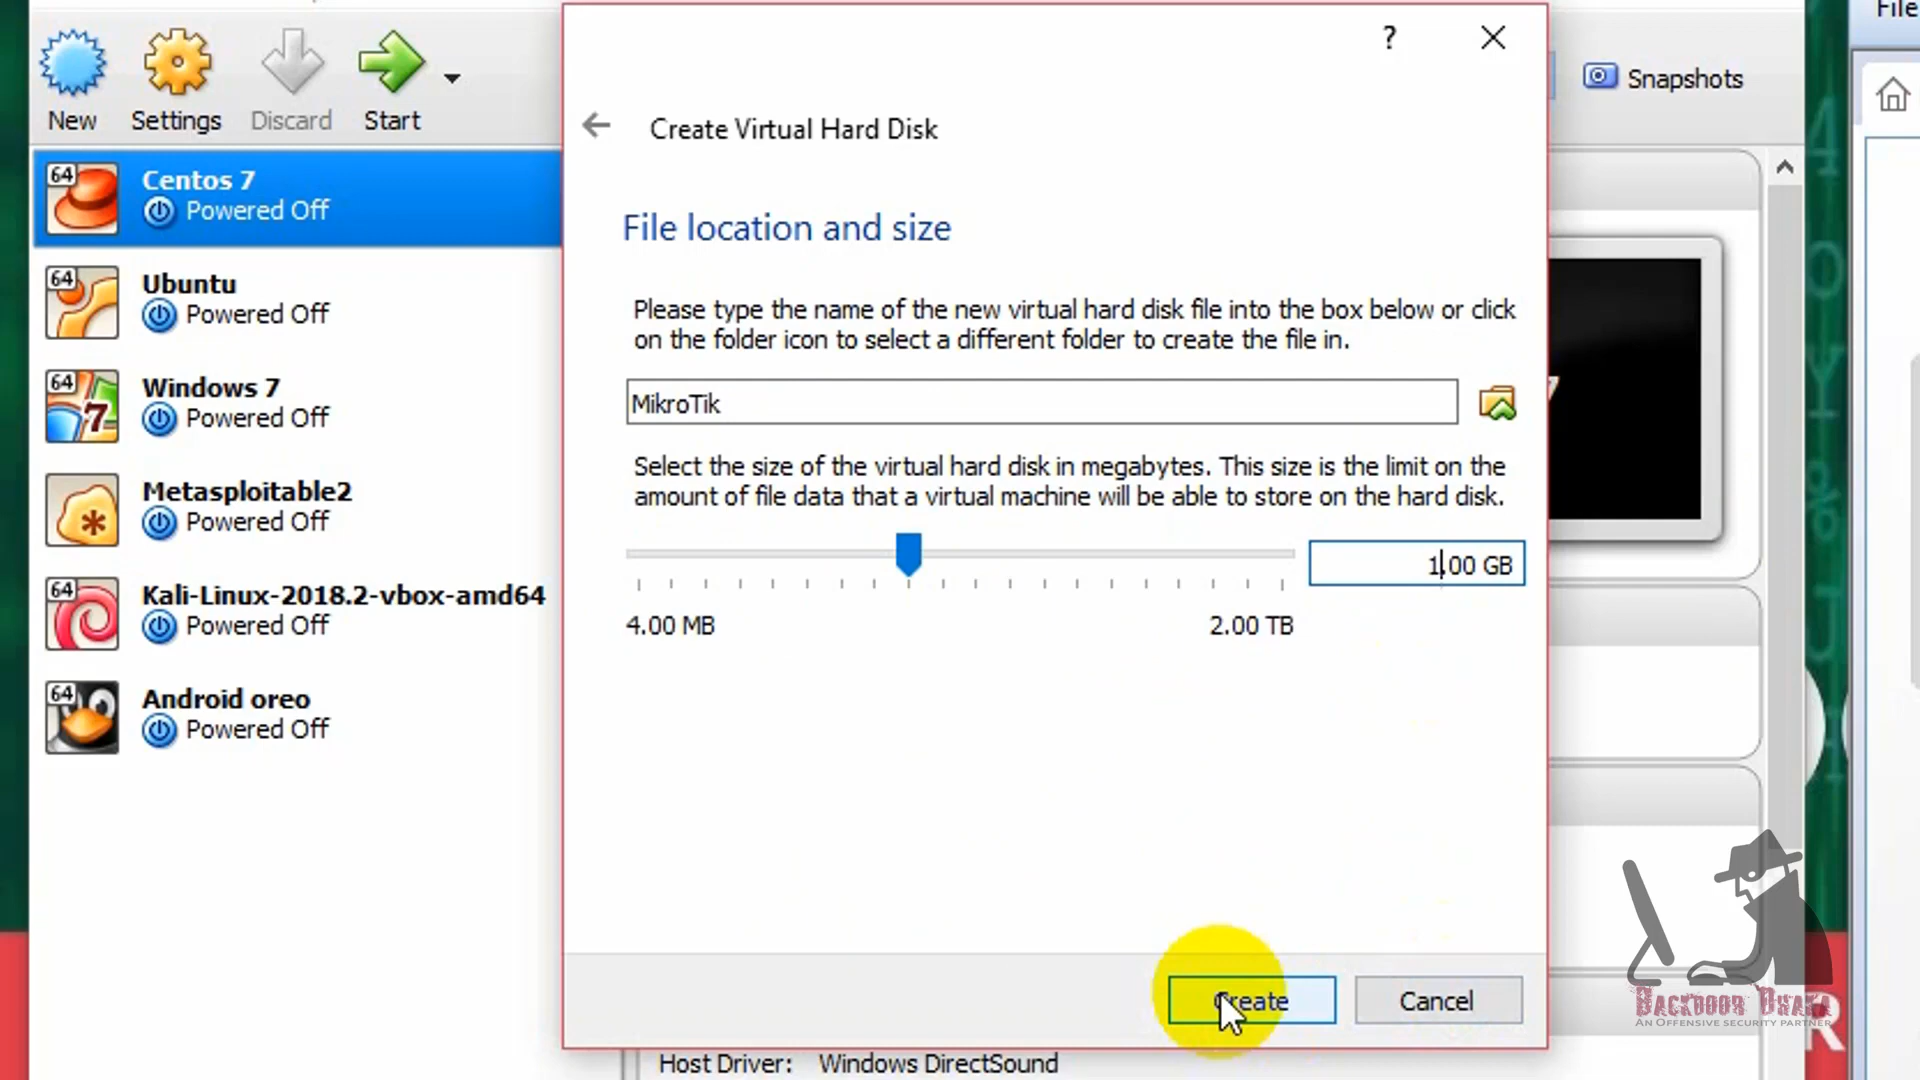 File
New
Settings
Discard
Start
Snapshots
64
Centos 7
Powered Off
64
Ubuntu
Powered Off
64
Windows 7
Powered Off
Metasploitable2
Powered Off
64
Kali-Linux-2018.2-vbox-amd64
Powered Off
64
Android oreo
Powered Off
?
Create Virtual Hard Disk
File location and size
Please type the name of the new virtual hard disk file into the box below or click
on the folder icon to select a different folder to create the file in.
MikroTik
Select the size of the virtual hard disk in megabytes. This size is the limit on the
amount of file data that a virtual machine will be able to store on the hard disk.
1.00 GB
4.00 MB
2.00 TB
Create
Cancel
Host Driver: Windows DirectSound
BACKDOOR DHAKA
AN OFFENSIVE SECURITY PARTNER
R